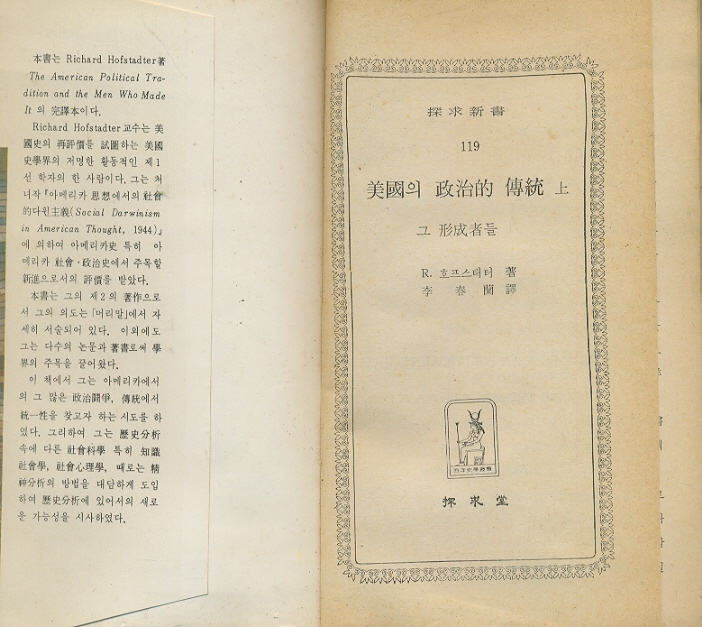 本書는 Richard Hofstadter著
The American Political Tra-
dition and the Men Who Made
It 의 完譯本이다.
Richard Hofstadter교수는 美
國史의 再評價를 試圖하는 美國
史學界의 저명한 활동적인 제1
선 학자의 한 사람이다. 그는 처
녀작『아메리카 思想에서의 社會
的다윈主義(Social Darwinism
in American Thought, 1944)』
에 의하여 아메리카史 특히 아
메리카 社會·政治史에서 주목할
新進으로서의 評價를 받았다.
本書는 그의 제2의 著作으로
서 그의 의도는「머리말」에서 자
세히 서술되어 있다. 이외에도
그는 다수의 논문과 著書로써 學
界의 주목을 끌어왔다.
이 책에서 그는 아메리카에서
의 그 많은 政治鬪爭, 傳統에서
統一性을 찾고자 하는 시도를 하
였다. 그리하여 그는 歷史分析
속에 다른 社會科學 특히 知識
社會學, 社會心理學, 때로는 精
神分析의 방법을 대담하게 도입
하여 歷史分析에 있어서의 새로
운 가능성을 시사하였다.
探求新書
119
美國의 政治的 傳統 上
그 形成者들
R. 호프스태터 著
李春蘭 譯
探求堂